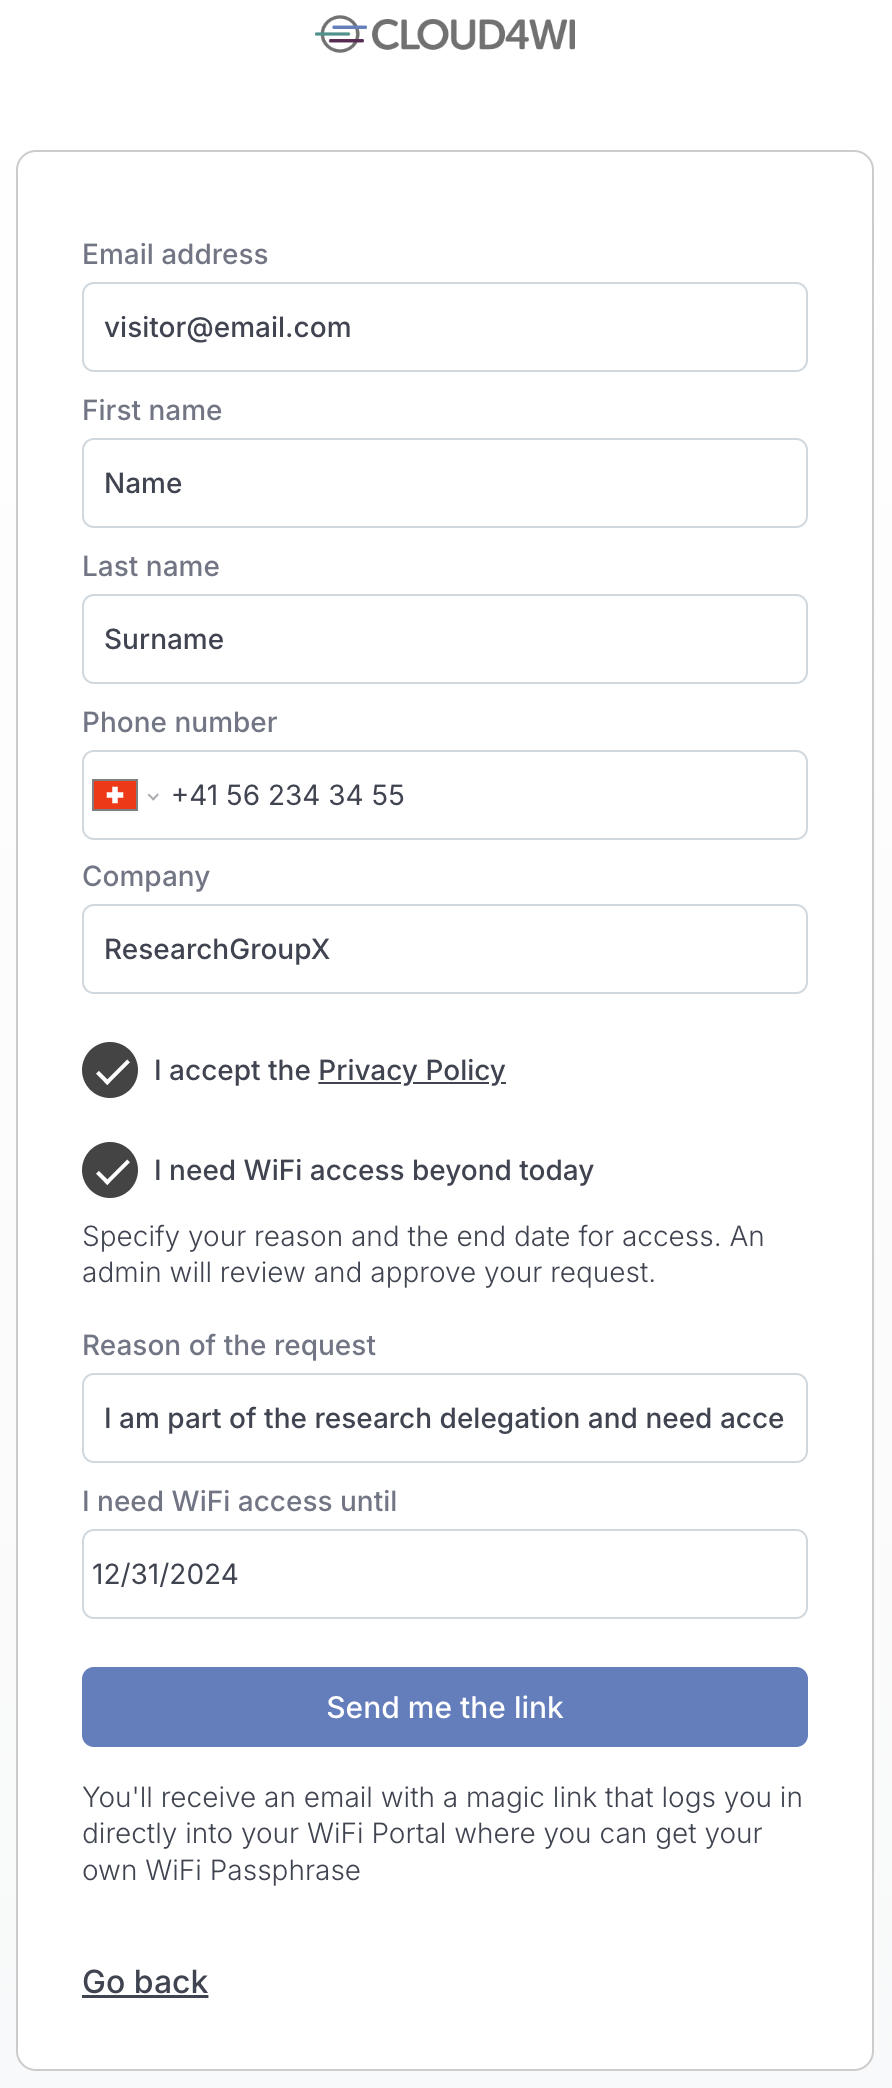 CLOUD4WI
Email address
visitor@email.com
First name
Name
Last name
Surname
Phone number
+41 56 234 34 55
Company
ResearchGroupX
I accept the Privacy Policy
I need WiFi access beyond today
Specify your reason and the end date for access. An
admin will review and approve your request.
Reason of the request
I am part of the research delegation and need acce
I need WiFi access until
12/31/2024
Send me the link
You'll receive an email with a magic link that logs you in
directly into your WiFi Portal where you can get your
own WiFi Passphrase
Go back